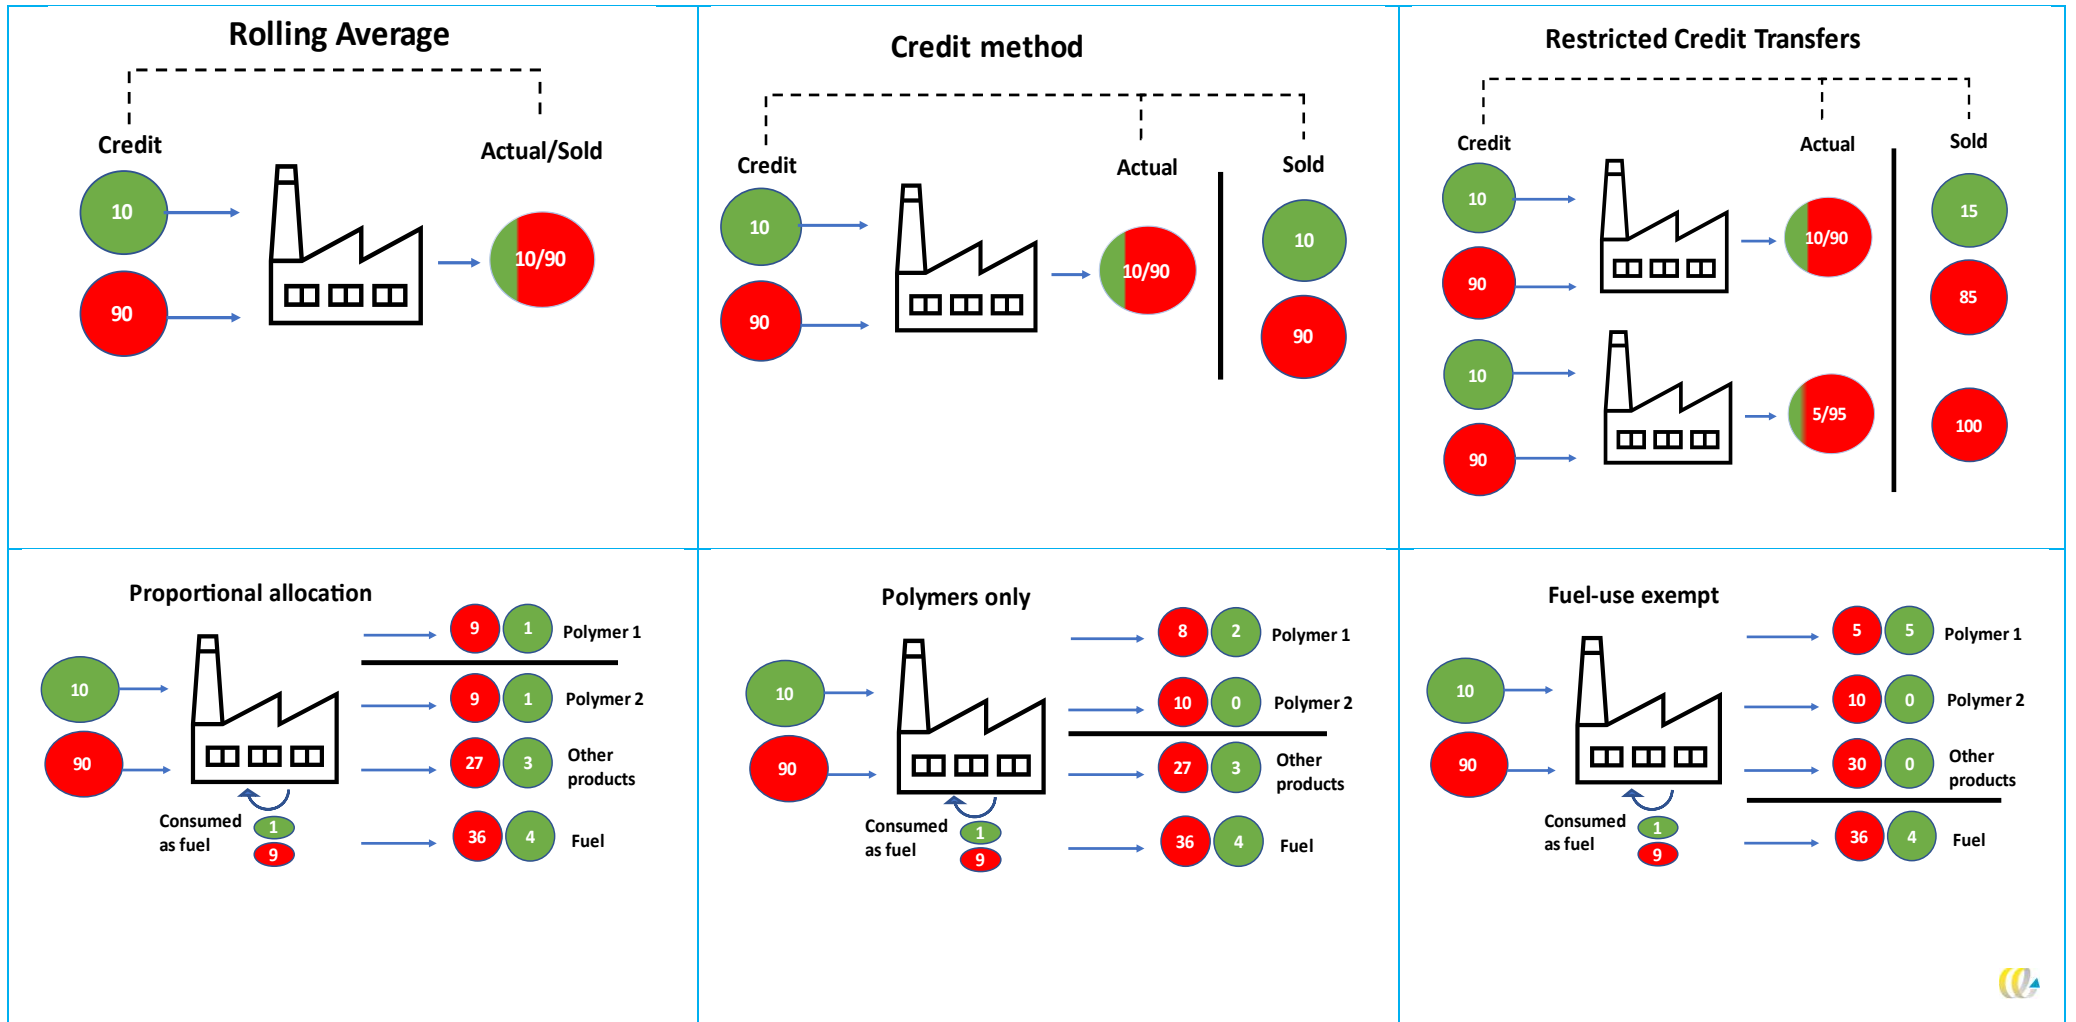 Rolling Average
Credit
Actual/Sold
10
90
10/90
Credit method
Credit
Actual
Sold
10
90
10/90
10
90
Restricted Credit Transfers
Credit
Actual
Sold
10
90
10/90
15
85
10
90
5/95
100
Proportional allocation
10
90
Consumed
as fuel
1
9
9 1 Polymer 1
9 1 Polymer 2
27 3 Other
products
36 4 Fuel
Polymers only
10
90
Consumed
as fuel
1
9
8 2 Polymer 1
10 0 Polymer 2
27 3 Other
products
36 4 Fuel
Fuel-use exempt
10
90
Consumed
as fuel
1
9
5 5 Polymer 1
10 0 Polymer 2
30 0 Other
products
36 4 Fuel